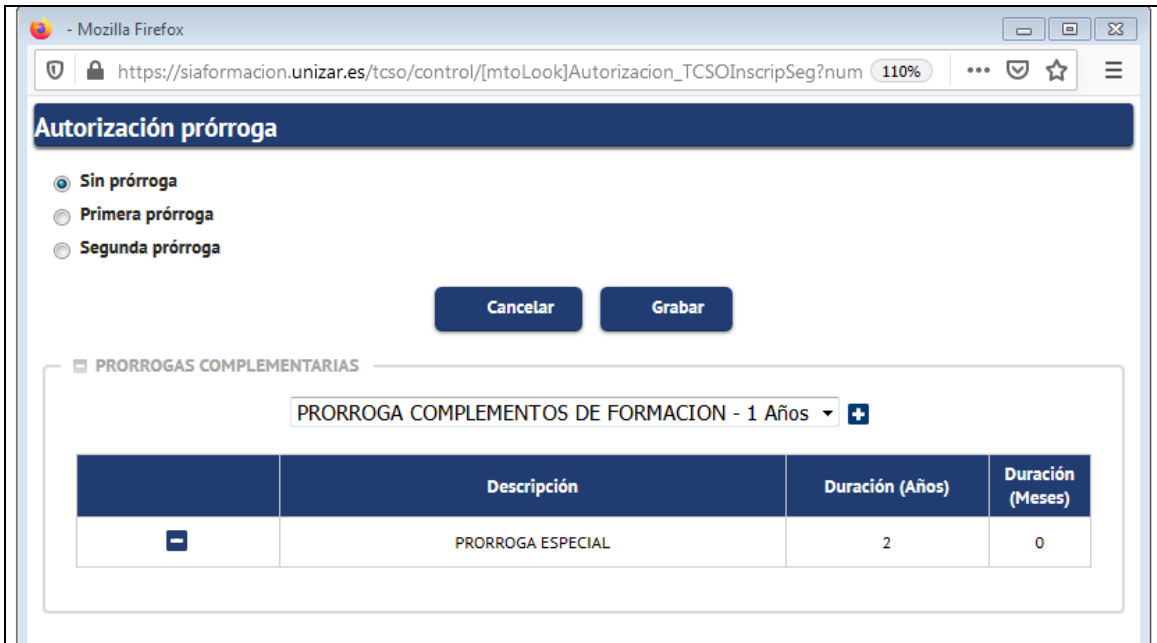 - Mozilla Firefox
https://siaformacion.unizar.es/tcso/control/[mtoLook]Autorizacion_TCSOInscripSeg?num 110%
Autorización prórroga
Sin prórroga
Primera prórroga
Segunda prórroga
Cancelar Grabar
PRORROGAS COMPLEMENTARIAS
PRORROGA COMPLEMENTOS DE FORMACION - 1 Años
Descripción Duración (Años) Duración (Meses)
PRORROGA ESPECIAL 2 0